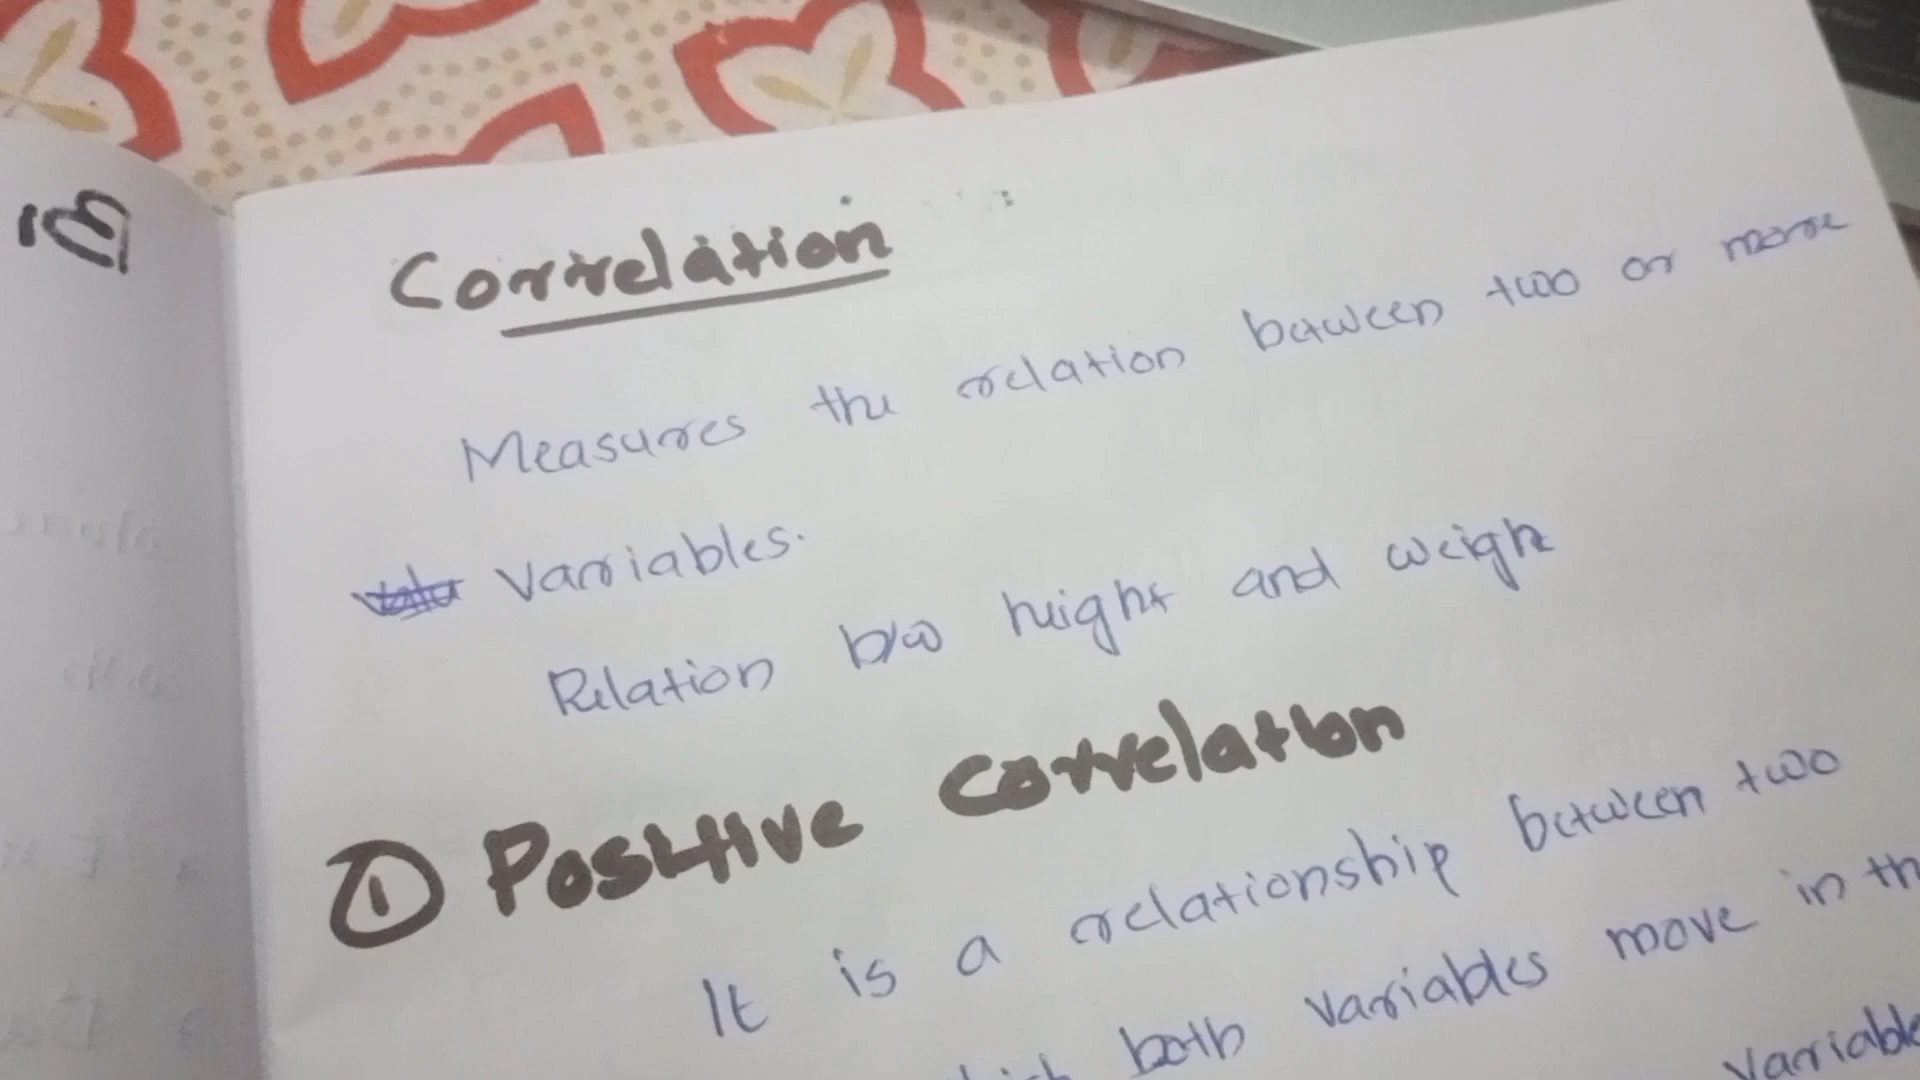 Correlation
Measures the relation between two or more
Variables.
Relation b/w height and weigh
① Positive Correlation
It is a relationship between two
both variables move in th
Variable